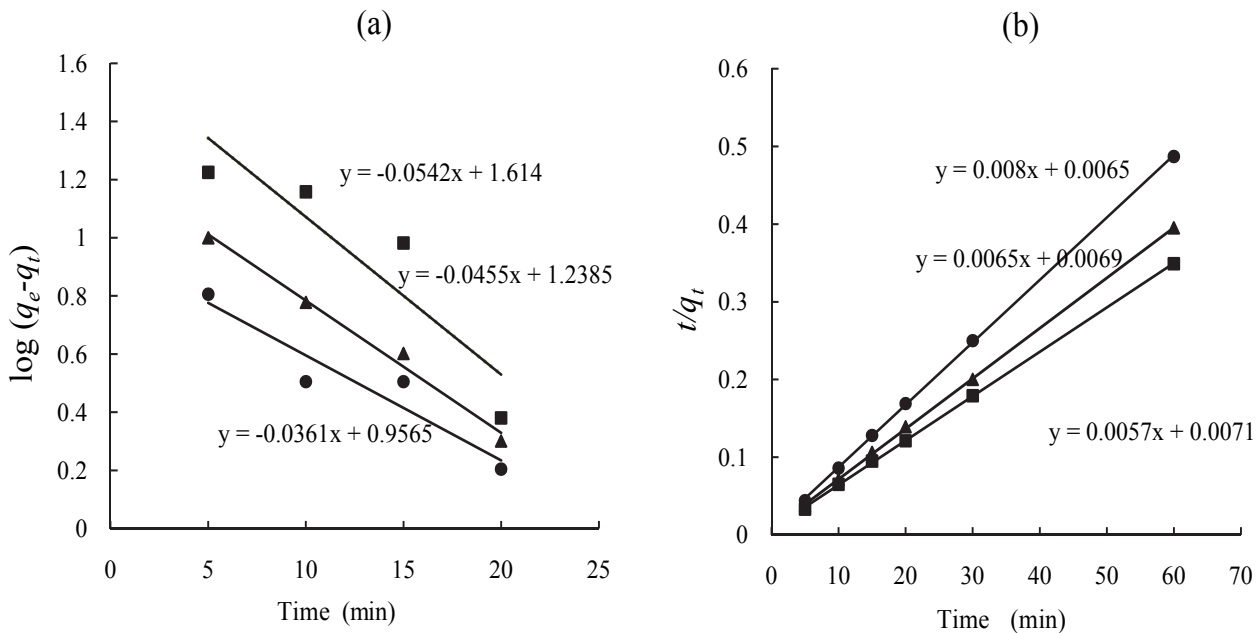 (a)
1.6
1.4
1.2
1
0.8
0.6
0.4
0.2
0
log (qe-qt)
y = -0.0542x + 1.614
y = -0.0455x + 1.2385
y = -0.0361x + 0.9565
0 5 10 15 20 25
Time (min)
(b)
0.6
0.5
0.4
0.3
0.2
0.1
0
t/qt
y = 0.008x + 0.0065
y = 0.0065x + 0.0069
y = 0.0057x + 0.0071
0 10 20 30 40 50 60 70
Time (min)